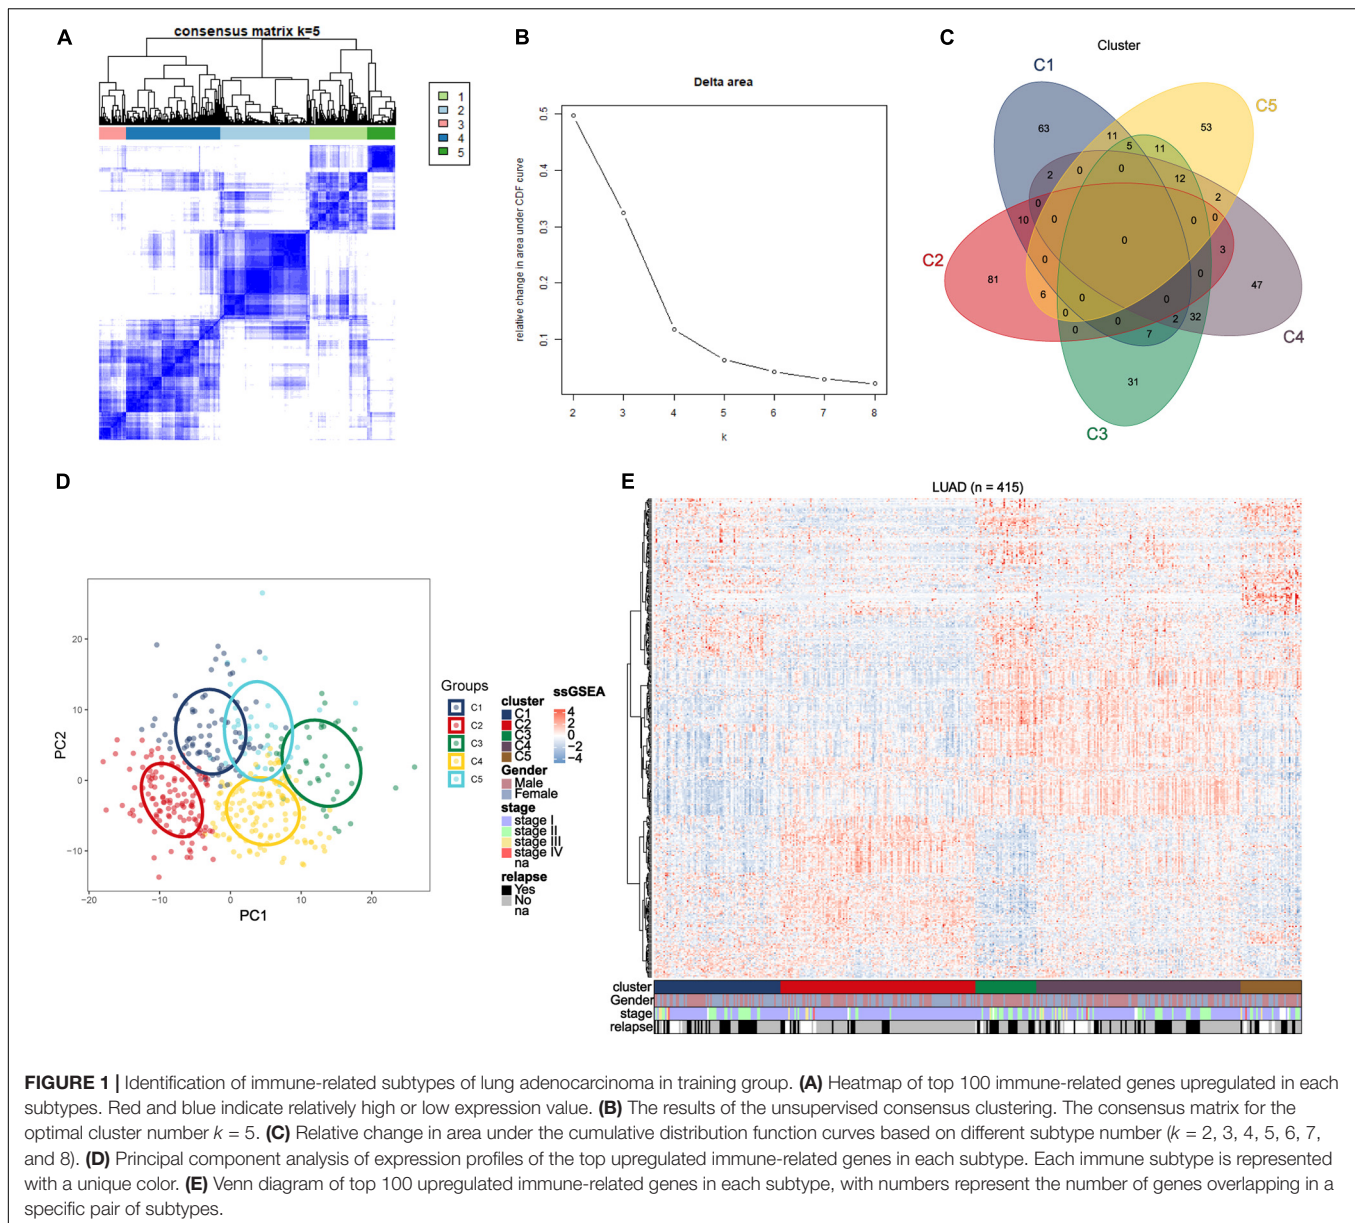 A
consensus matrix k=5
1
2
3
4
5
B
Delta area
relative change in area under CDF curve
0.5
0.4
0.3
0.2
0.1
2 3 4 5 6 7 8
k
C
Cluster
C1
C5
C2
C4
C3
63
11
53
5
11
2
0
0
12
2
0
10
0
0
0
0
3
81
0
0
47
6
0
0
0
0
0
7
2
32
31
D
PC2
20
10
0
−10
−20 −10 0 10 20
PC1
Groups
C1
C2
C3
C4
C5
cluster
C1
C2
C3
C4
C5
Gender
Male
Female
stage
stage I
stage II
stage III
stage IV
na
relapse
Yes
No
na
ssGSEA
4
2
0
−2
−4
E
LUAD (n = 415)
cluster
Gender
stage
relapse
FIGURE 1 | Identification of immune-related subtypes of lung adenocarcinoma in training group. (A) Heatmap of top 100 immune-related genes upregulated in each
subtypes. Red and blue indicate relatively high or low expression value. (B) The results of the unsupervised consensus clustering. The consensus matrix for the
optimal cluster number k = 5. (C) Relative change in area under the cumulative distribution function curves based on different subtype number (k = 2, 3, 4, 5, 6, 7,
and 8). (D) Principal component analysis of expression profiles of the top upregulated immune-related genes in each subtype. Each immune subtype is represented
with a unique color. (E) Venn diagram of top 100 upregulated immune-related genes in each subtype, with numbers represent the number of genes overlapping in a
specific pair of subtypes.